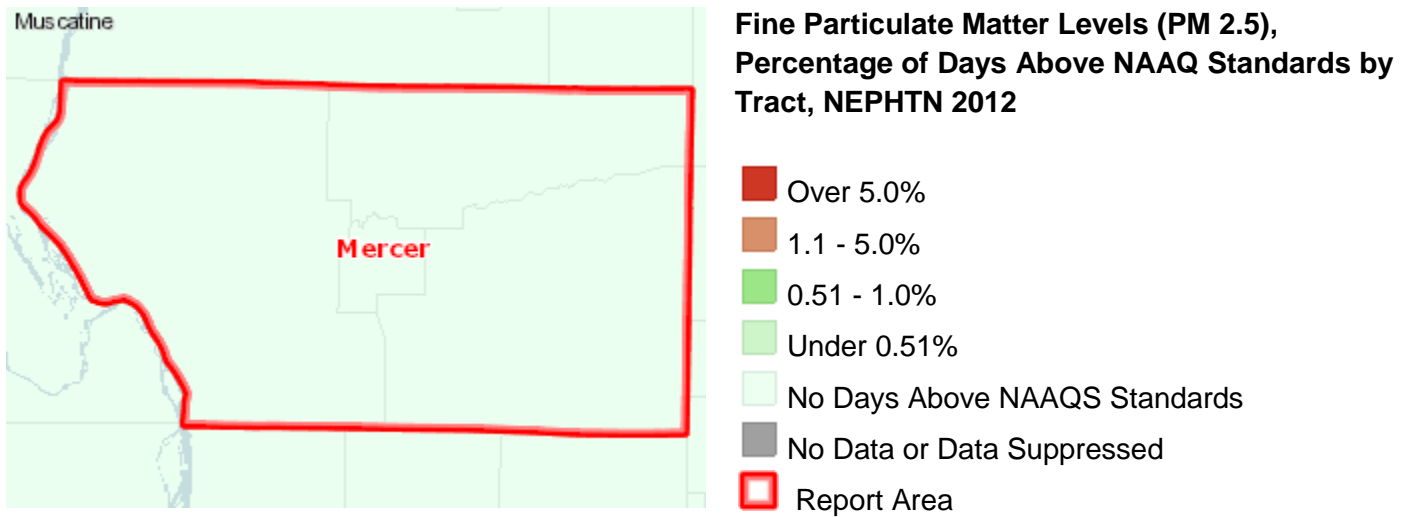 Muscatine
Mercer
Fine Particulate Matter Levels (PM 2.5),
Percentage of Days Above NAAQ Standards by
Tract, NEPHTN 2012
Over 5.0%
1.1 - 5.0%
0.51 - 1.0%
Under 0.51%
No Days Above NAAQS Standards
No Data or Data Suppressed
Report Area